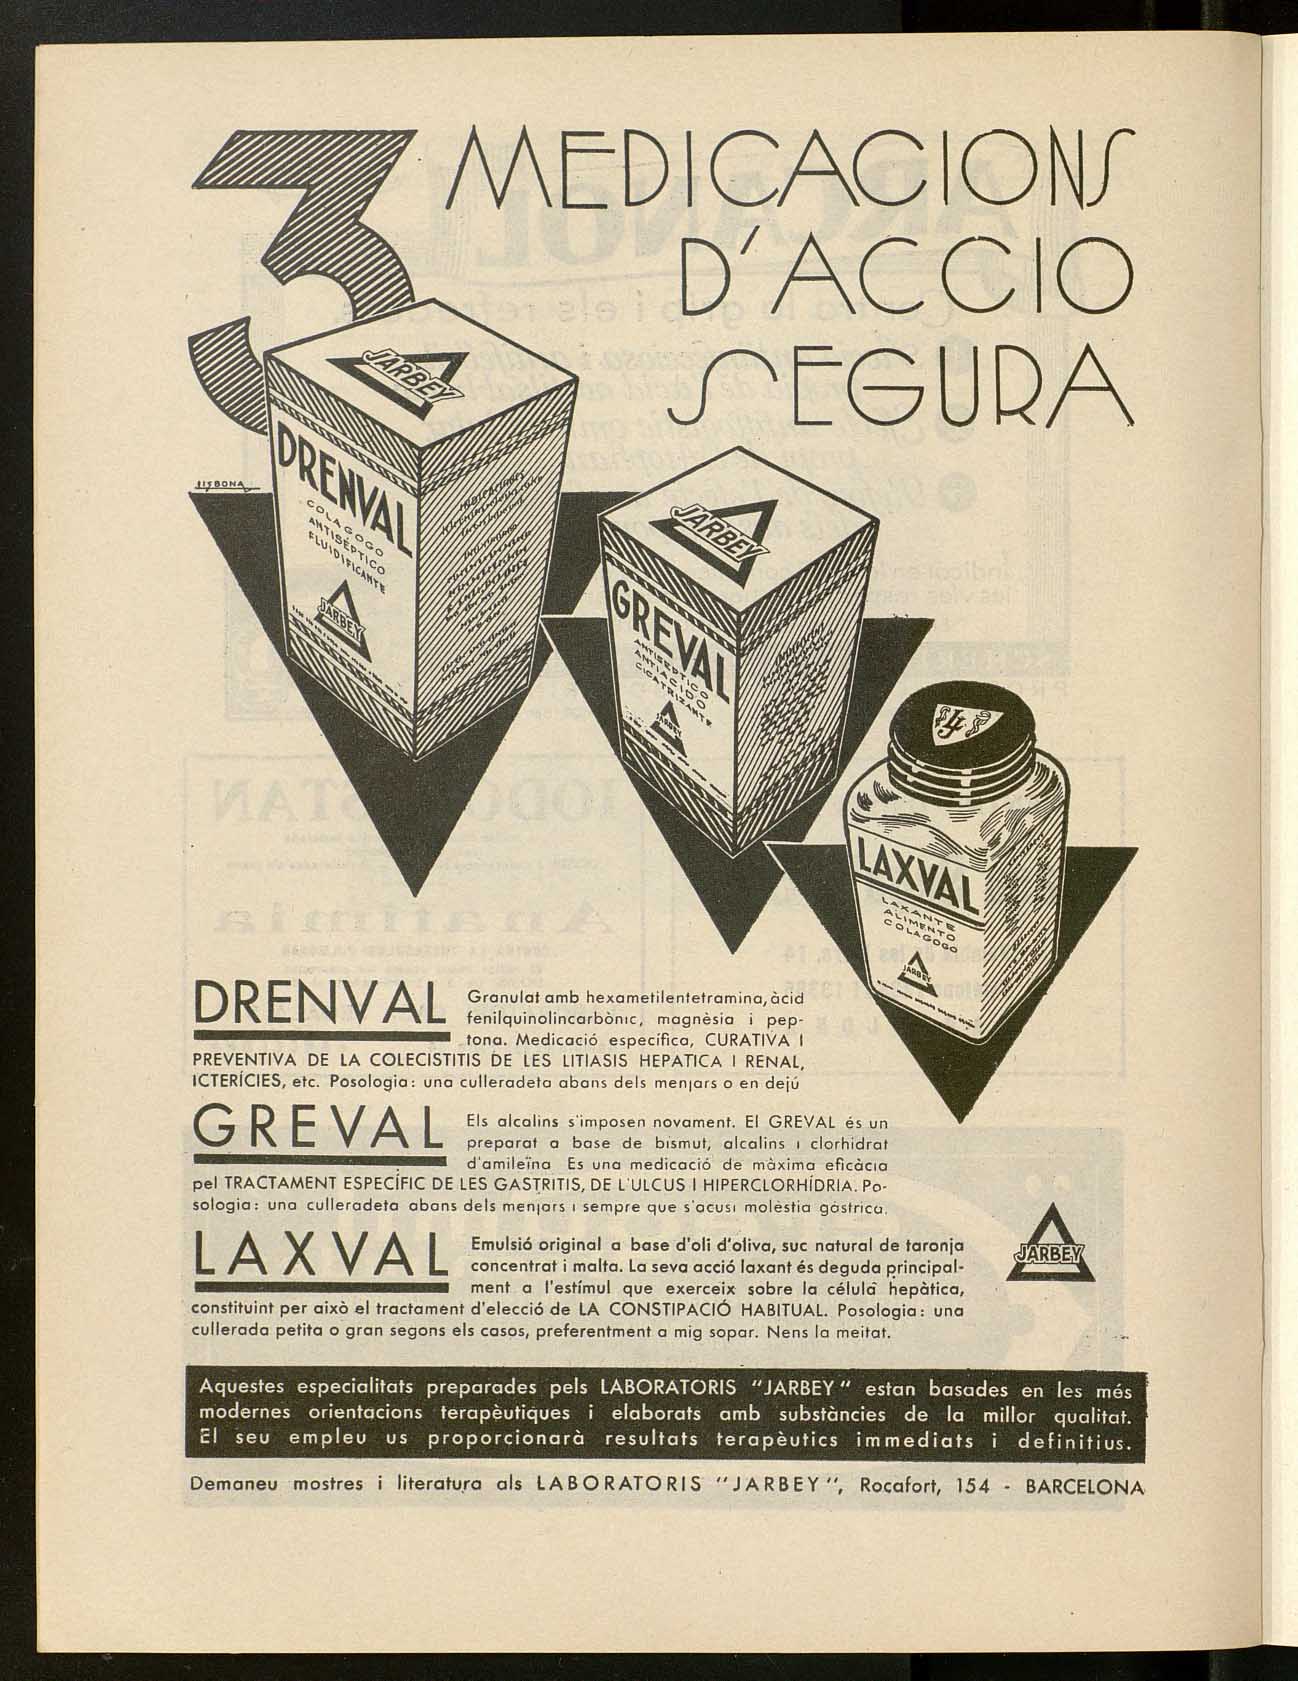 3 MEDICACIONS
D'ACCIO
SEGURA
LISBONA
JARBEY
DRENVAL
COLAGOGO
ANTISÉPTICO
FLUIDIFICANTE
JARBEY
INDICACIONES
JARBEY
GREVAL
ANTISEPTICO
ANTIACIDO
CICATRIZANTE
JARBEY
LAXVAL
LAXANTE
ALIMENTO
COLAGOGO
JARBEY
DRENVAL Granulat amb hexametilentetramina, àcid
fenilquinolincarbònic, magnèsia i pep-
tona. Medicació especifica, CURATIVA I
PREVENTIVA DE LA COLECISTITIS DE LES LITIASIS HEPATICA I RENAL,
ICTERÍCIES, etc. Posologia: una culleradeta abans dels menjars o en dejú
GREVAL Els alcalins s'imposen novament. El GREVAL és un
preparat a base de bismut, alcalins i clorhidrat
d'amileïna Es una medicació de màxima eficàcia
pel TRACTAMENT ESPECÍFIC DE LES GASTRITIS, DE L'ULCUS I HIPERCLORHÍDRIA. Po-
sologia: una culleradeta abans dels menjars i sempre que s'acusi molèstia gàstrica.
LAXVAL Emulsió original a base d'oli d'oliva, suc natural de taronja
concentrat i malta. La seva acció laxant és deguda principal-
ment a l'estímul que exerceix sobre la célula hepàtica,
constituint per això el tractament d'elecció de LA CONSTIPACIÓ HABITUAL. Posologia: una
cullerada petita o gran segons els casos, preferentment a mig sopar. Nens la meitat.
JARBEY
Aquestes especialitats preparades pels LABORATORIS "JARBEY" estan basades en les més
modernes orientacions terapèutiques i elaborats amb substàncies de la millor qualitat.
El seu empleu us proporcionarà resultats terapèutics immediats i definitius.
Demaneu mostres i literatura als LABORATORIS "JARBEY", Rocafort, 154 - BARCELONA